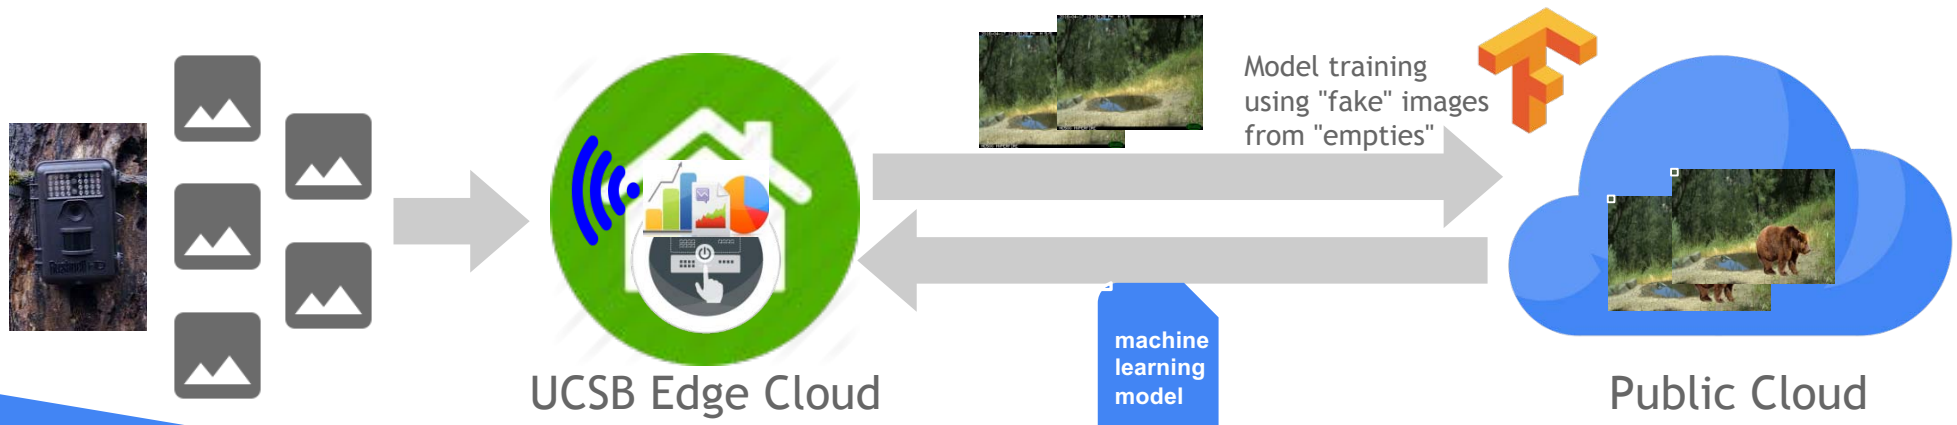 Model training
using "fake" images
from "empties"
machine
learning
model
UCSB Edge Cloud
Public Cloud